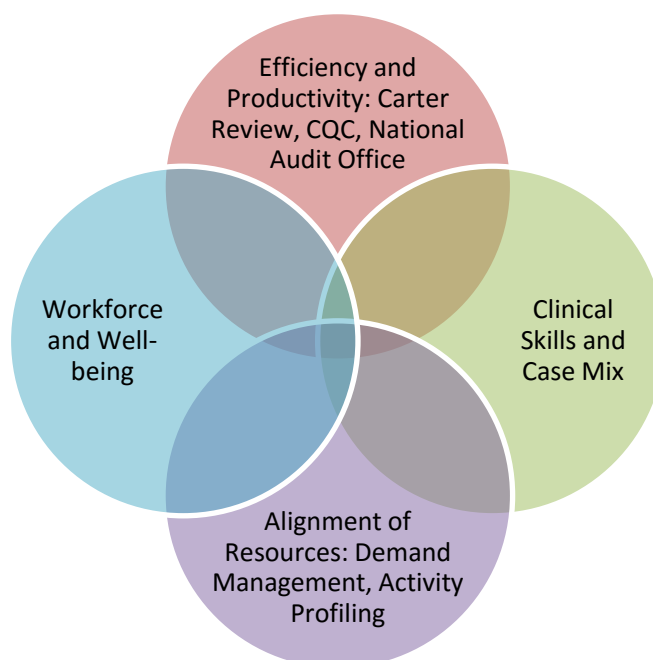 Efficiency and
Productivity: Carter
Review, CQC, National
Audit Office
Workforce
and Well-
being
Clinical
Skills and
Case Mix
Alignment of
Resources: Demand
Management, Activity
Profiling